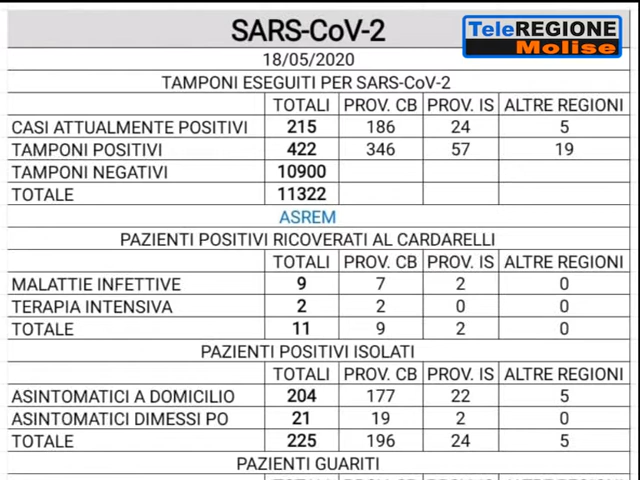 SARS-CoV-2
TeleREGIONE
Molise
18/05/2020
TAMPONI ESEGUITI PER SARS-CoV-2
TOTALI PROV. CB PROV. IS ALTRE REGIONI
CASI ATTUALMENTE POSITIVI 215 186 24 5
TAMPONI POSITIVI 422 346 57 19
TAMPONI NEGATIVI 10900
TOTALE 11322
ASREM
PAZIENTI POSITIVI RICOVERATI AL CARDARELLI
TOTALI PROV. CB PROV. IS ALTRE REGIONI
MALATTIE INFETTIVE 9 7 2 0
TERAPIA INTENSIVA 2 2 0 0
TOTALE 11 9 2 0
PAZIENTI POSITIVI ISOLATI
TOTALI PROV. CB PROV. IS ALTRE REGIONI
ASINTOMATICI A DOMICILIO 204 177 22 5
ASINTOMATICI DIMESSI PO 21 19 2 0
TOTALE 225 196 24 5
PAZIENTI GUARITI